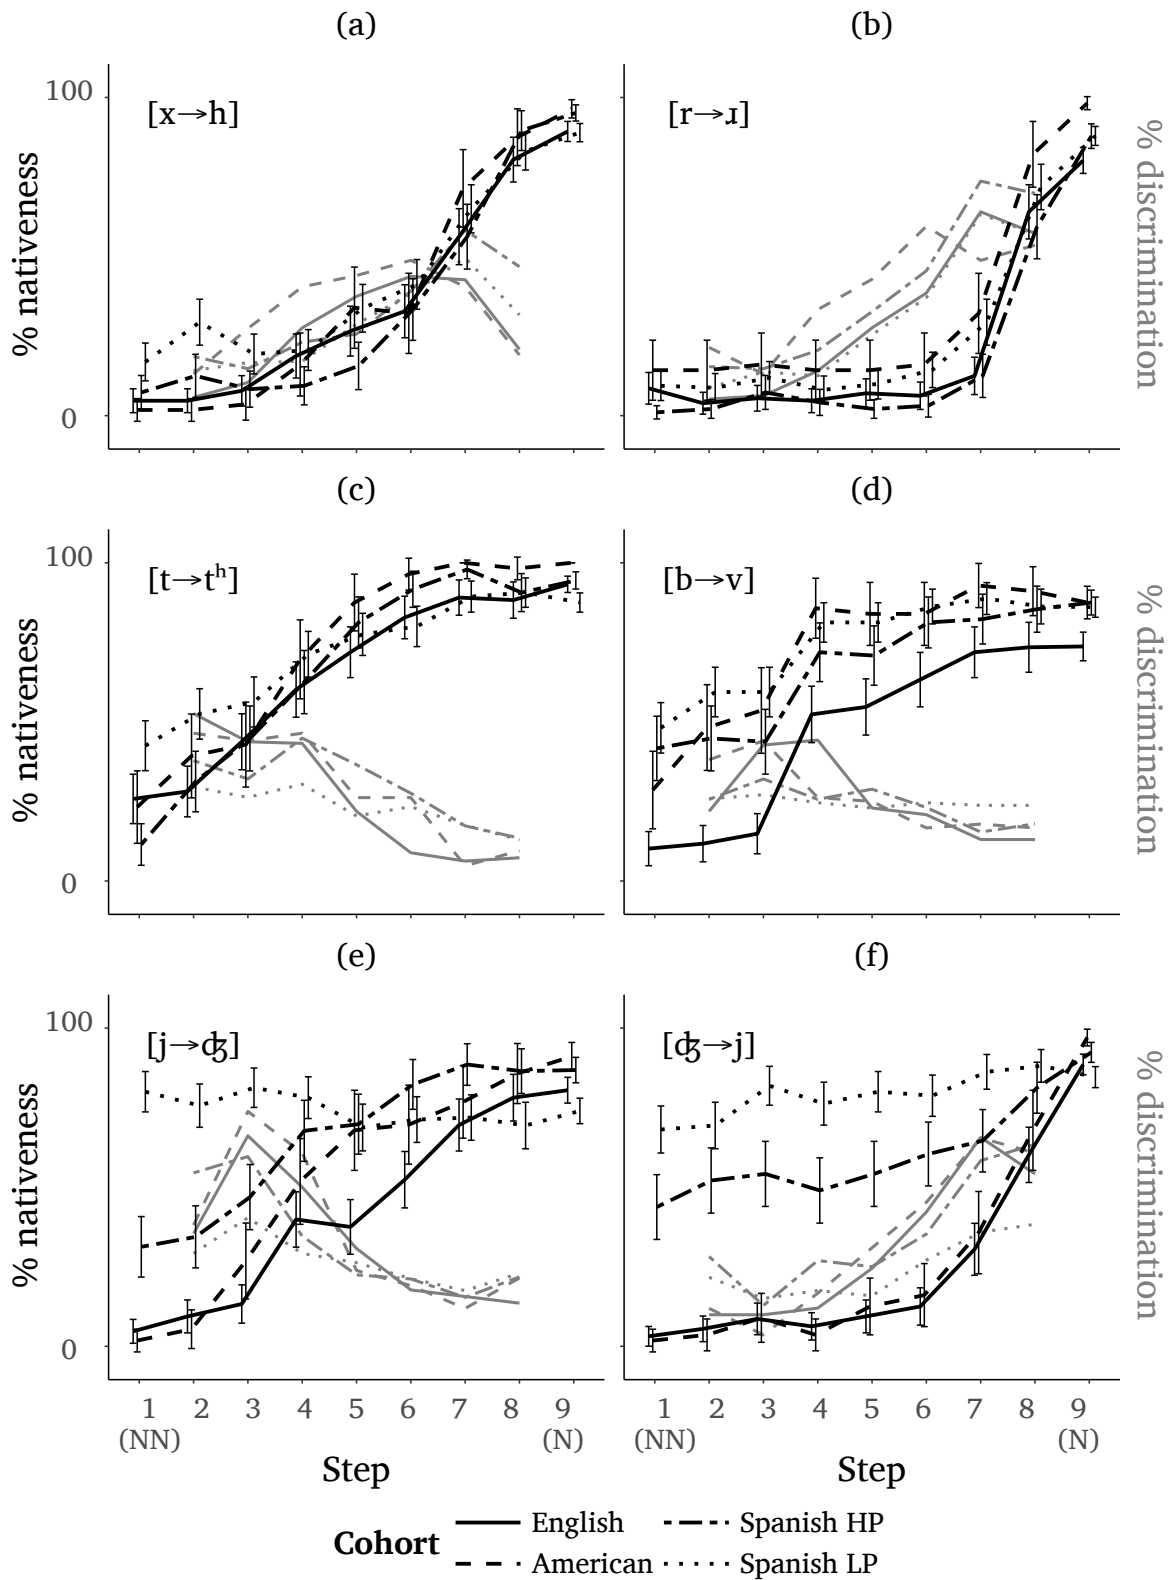 (a)
(b)
100
[x→h]
[r→ɹ]
% nativeness
% discrimination
0
(c)
(d)
100
[t→tʰ]
[b→v]
% nativeness
% discrimination
0
(e)
(f)
100
[j→ʤ]
[ʤ→j]
% nativeness
% discrimination
0
1 2 3 4 5 6 7 8 9
(NN) (N)
1 2 3 4 5 6 7 8 9
(NN) (N)
Step
Step
Cohort
English
Spanish HP
American
Spanish LP